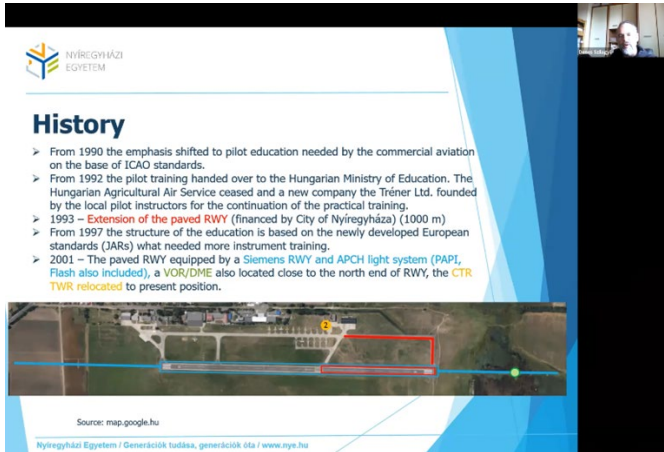 NYÍREGYHÁZI
EGYETEM
History
➢ From 1990 the emphasis shifted to pilot education needed by the commercial aviation
on the base of ICAO standards.
➢ From 1992 the pilot training handed over to the Hungarian Ministry of Education. The
Hungarian Agricultural Air Service ceased and a new company the Tréner Ltd. founded
by the local pilot instructors for the continuation of the practical training.
➢ 1993 – Extension of the paved RWY (financed by City of Nyíregyháza) (1000 m)
➢ From 1997 the structure of the education is based on the newly developed European
standards (JARs) what needed more instrument training.
➢ 2001 – The paved RWY equipped by a Siemens RWY and APCH light system (PAPI,
Flash also included), a VOR/DME also located close to the north end of RWY, the CTR
TWR relocated to present position.
2
Source: map.google.hu
Nyíregyházi Egyetem / Generációk tudása, generációk óta / www.nye.hu